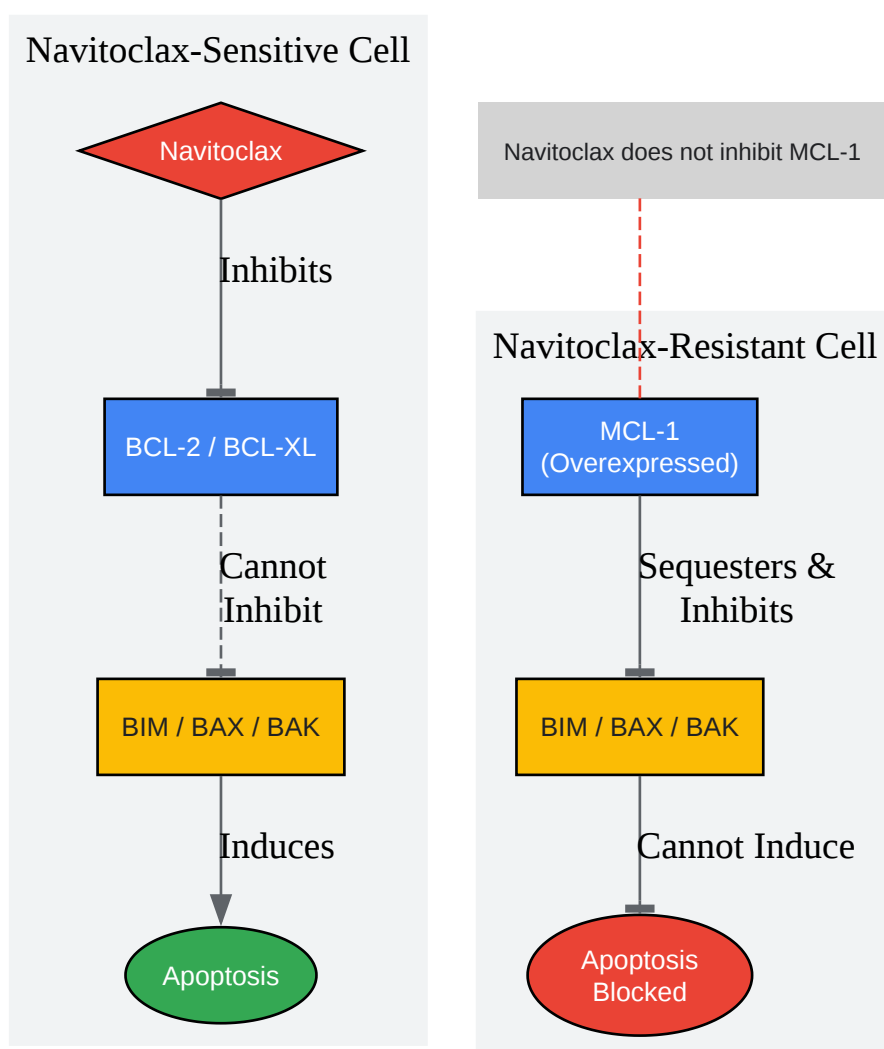 Navitoclax-Sensitive Cell
Navitoclax
Inhibits
BCL-2 / BCL-XL
Cannot
Inhibit
BIM / BAX / BAK
Induces
Apoptosis
Navitoclax does not inhibit MCL-1
Navitoclax-Resistant Cell
MCL-1
(Overexpressed)
Sequesters &
Inhibits
BIM / BAX / BAK
Cannot Induce
Apoptosis
Blocked